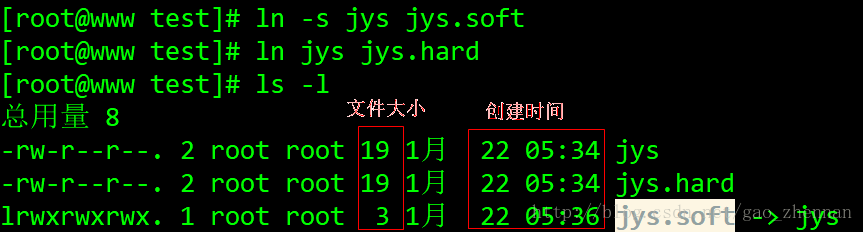 [root@www test]# ln -s jys jys.soft
[root@www test]# ln jys jys.hard
[root@www test]# ls -l
总用量 8 文件大小 创建时间
-rw-r--r--. 2 root root 19 1月 22 05:34 jys
-rw-r--r--. 2 root root 19 1月 22 05:34 jys.hard
lrwxrwxrwx. 1 root root 3 1月 22 05:36 jys.soft -> jys